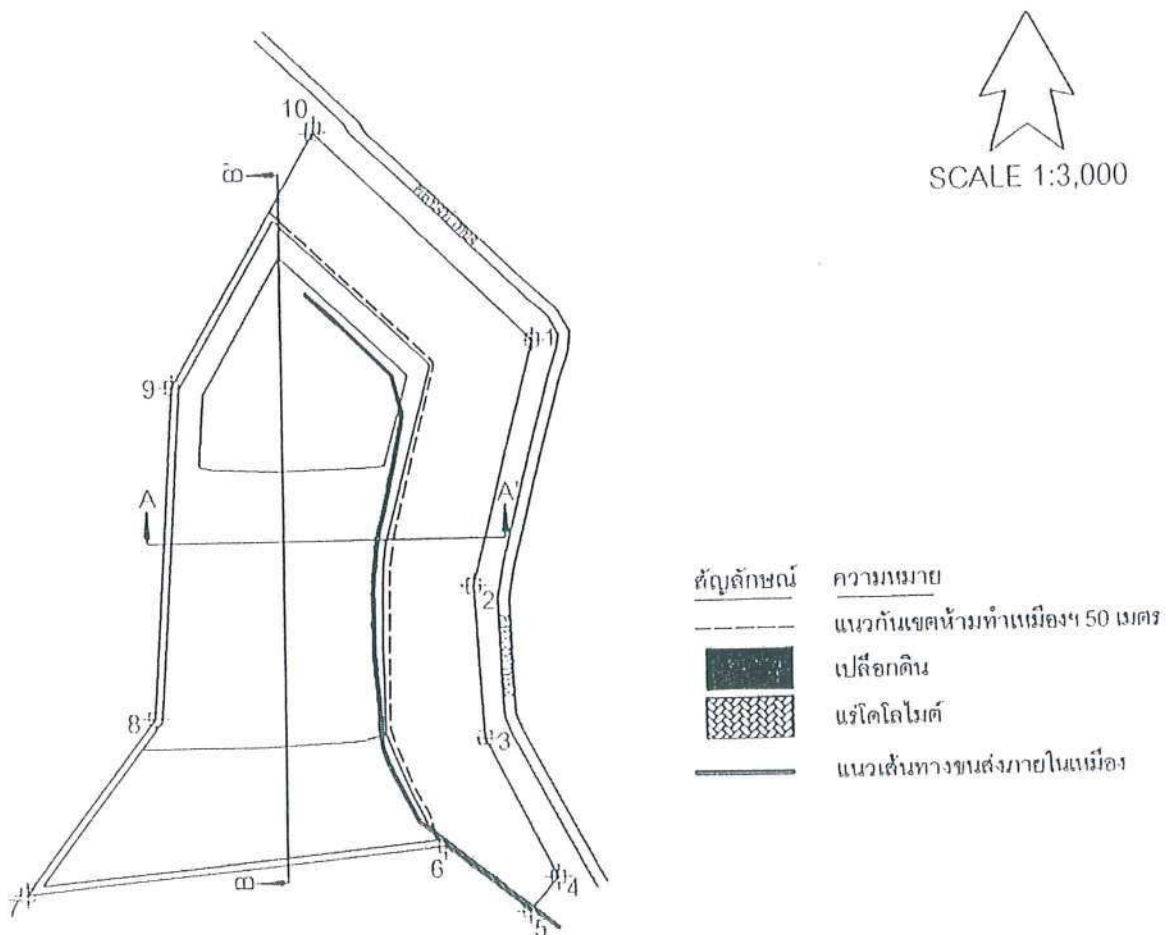 10
B'
SCALE 1:3,000
1
9
A
A'
2
สัญลักษณ์ ความหมาย
แนวกันเขตห้ามทำเหมืองฯ 50 เมตร
เปลือกดิน
แร่โดโลไมต์
แนวเส้นทางขนส่งภายในเหมือง
8
3
6
B
4
7
5